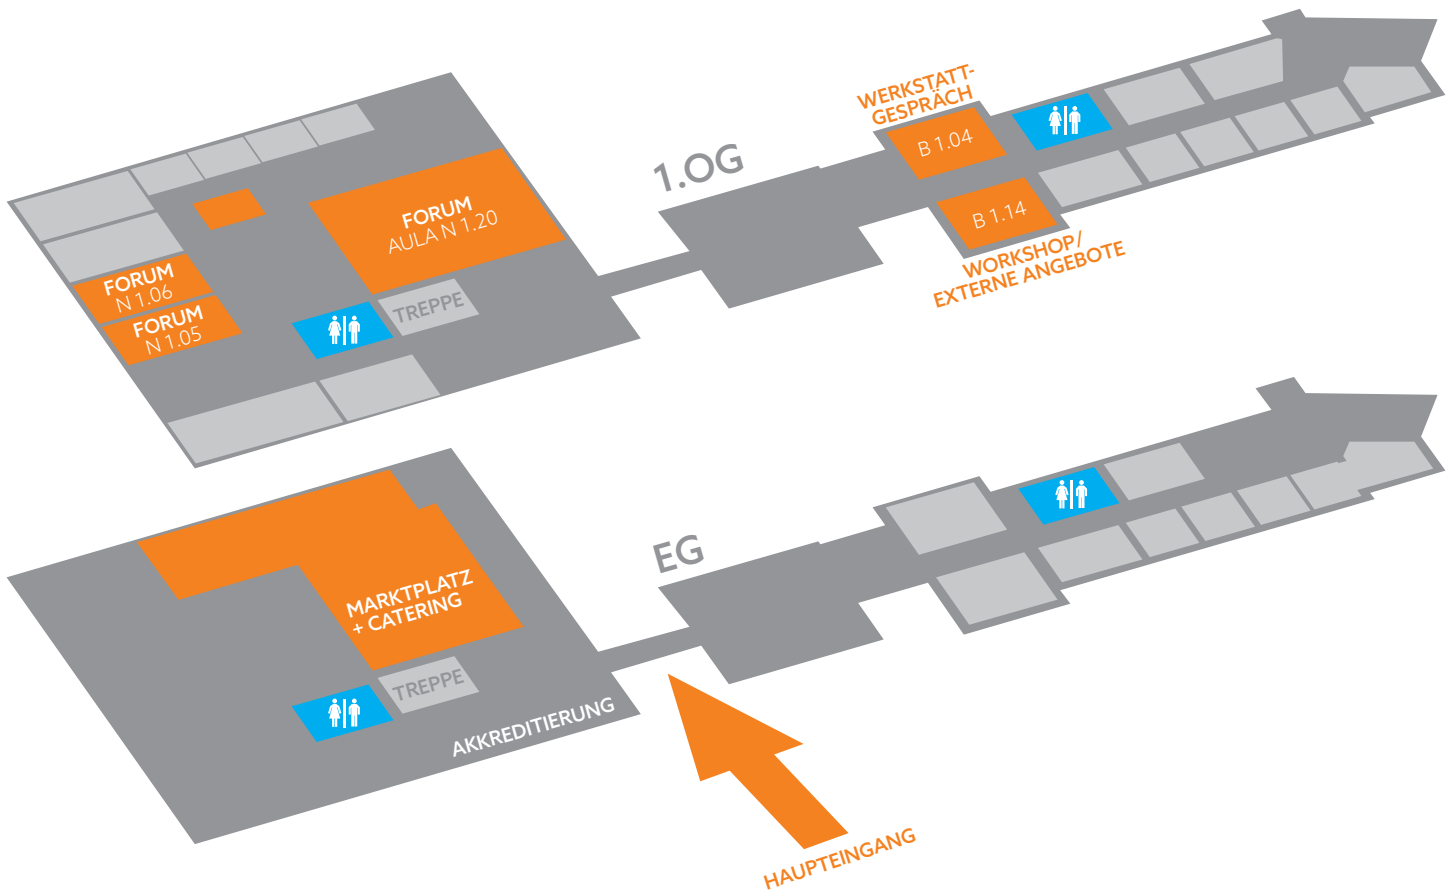 WERKSTATT-
GESPRÄCH
B 1.04
1.OG
B 1.14
WORKSHOP/
EXTERNE ANGEBOTE
FORUM
AULA N 1.20
FORUM
N 1.06
FORUM
N 1.05
TREPPE
EG
MARKTPLATZ
+ CATERING
TREPPE
AKKREDITIERUNG
HAUPTEINGANG